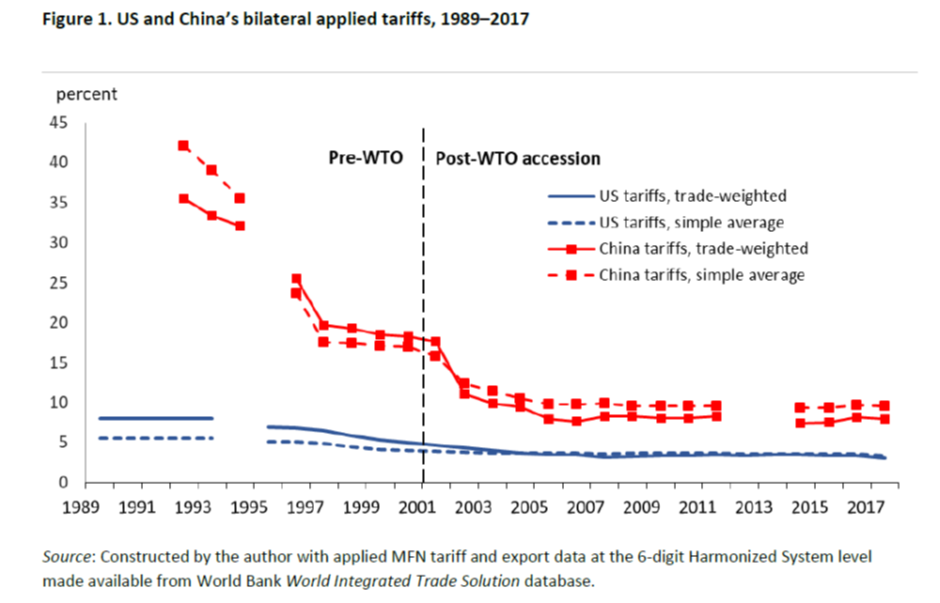 Figure 1. US and China’s bilateral applied tariffs, 1989–2017
percent
45
40
35
30
25
20
15
10
5
0
Pre-WTO
Post-WTO accession
US tariffs, trade-weighted
US tariffs, simple average
China tariffs, trade-weighted
China tariffs, simple average
1989 1991 1993 1995 1997 1999 2001 2003 2005 2007 2009 2011 2013 2015 2017
Source: Constructed by the author with applied MFN tariff and export data at the 6-digit Harmonized System level
made available from World Bank World Integrated Trade Solution database.